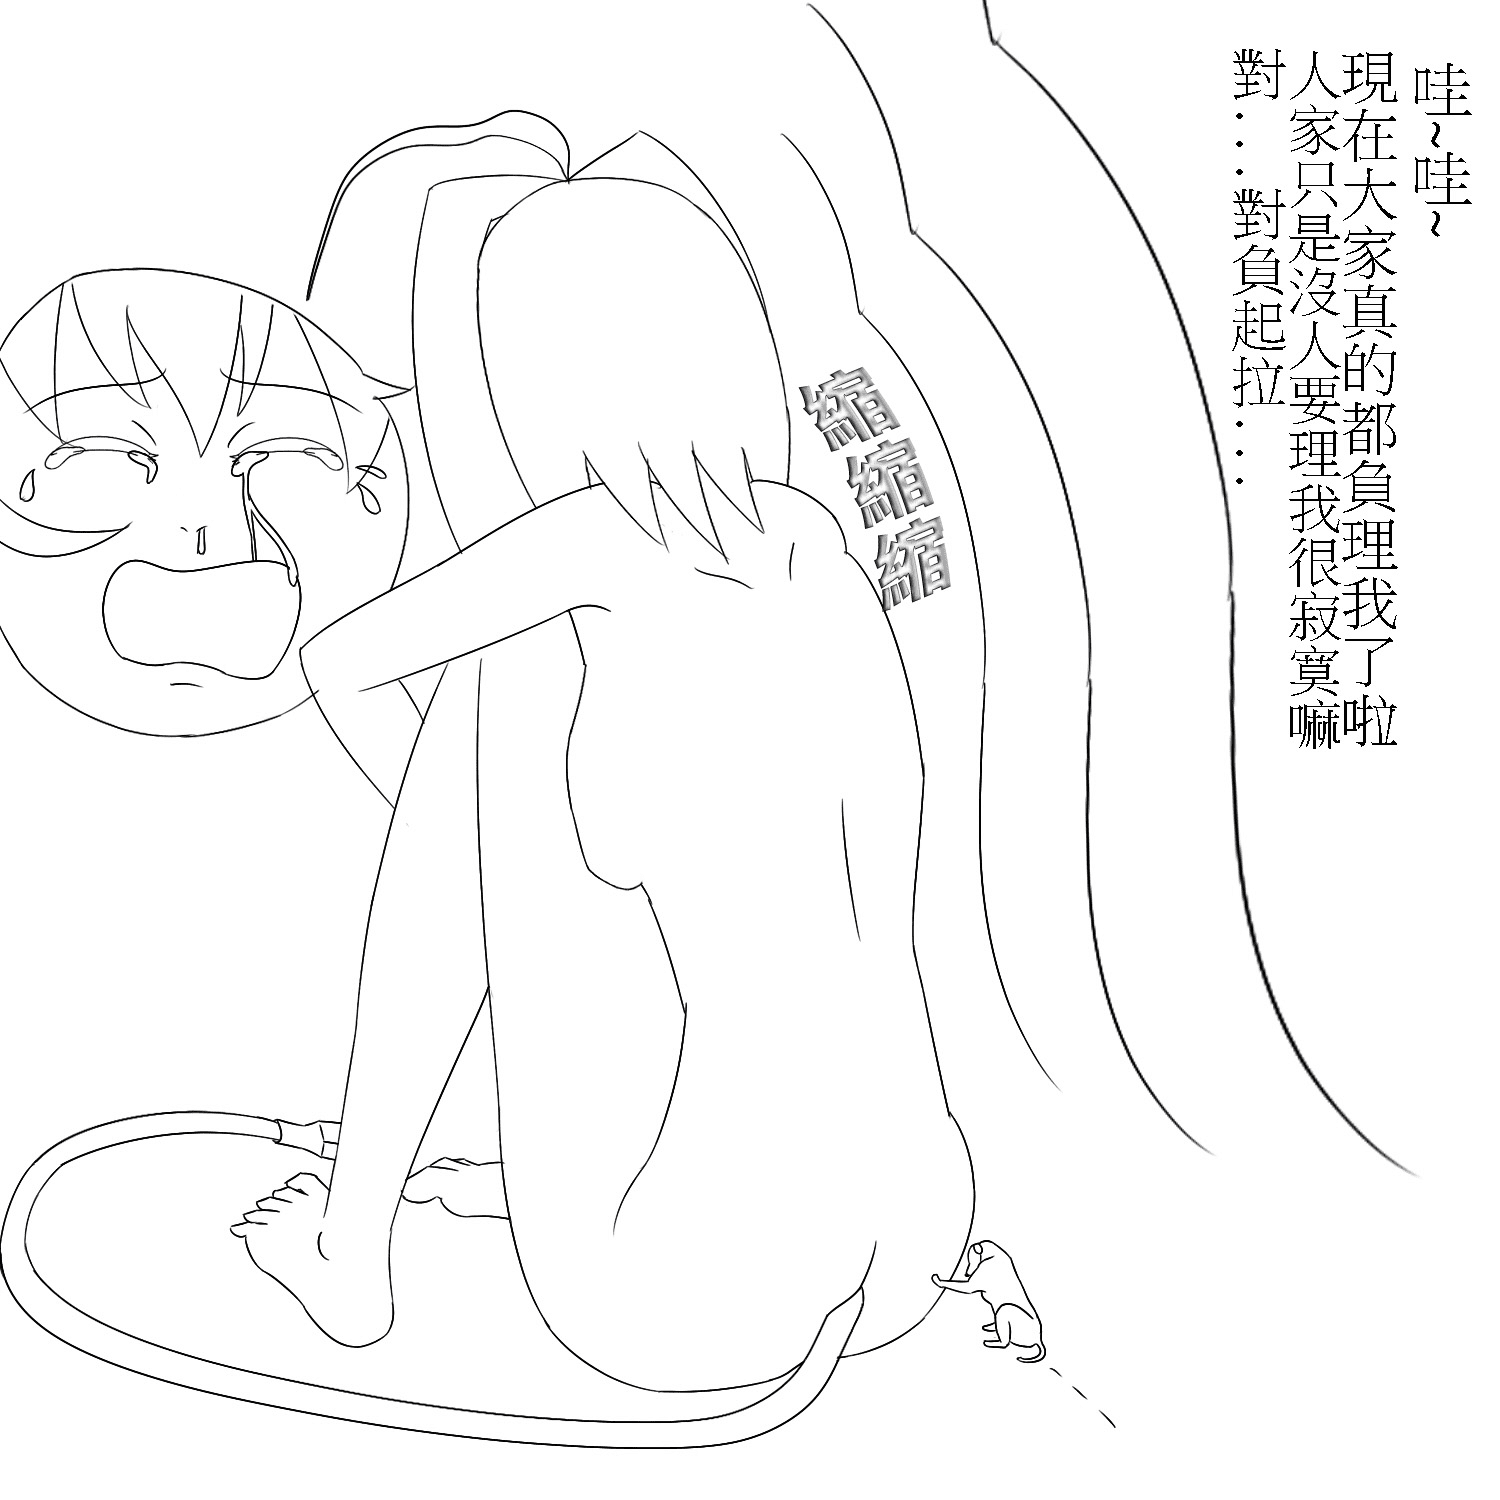 哇~哇~
現在大家真的都負理我了啦
人家只是沒人要理我很寂寞嘛
對...對負起拉....
縮縮縮